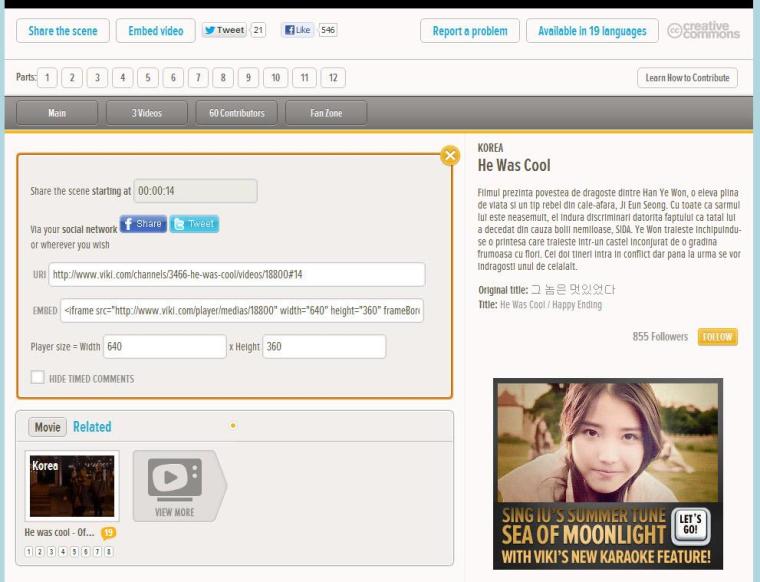 Share the scene
Embed video
Tweet
21
Like
546
Report a problem
Available in 19 languages
cc creative commons
Parts:
1 2 3 4 5 6 7 8 9 10 11 12
Learn How to Contribute
Main
3 Videos
60 Contributors
Fan Zone
Share the scene starting at 00:00:14
Via your social network
Share
Tweet
or wherever you wish
URI http://www.viki.com/channels/3466-he-was-cool/videos/18800#14
EMBED <iframe src="http://www.viki.com/player/medias/18800" width="640" height="360" frameBor
Player size = Width 640 x Height 360
HIDE TIMED COMMENTS
Movie
Related
Korea
VIEW MORE
He was cool - Of...
19
1 2 3 4 5 6 7 8
KOREA
He Was Cool
Filmul prezinta povestea de dragoste dintre Han Ye Won, o eleva plina
de viata si un tip rebel din cale-afara, Ji Eun Seong. Cu toate ca sarmul
lui este neasemuit, el indura discriminari datorita faptului ca tatal lui
a decedat din cauza bolii nemiloase, SIDA. Ye Won traieste inchipuindu-
se o printesa care traieste intr-un castel inconjurat de o gradina
frumoasa cu flori. Cei doi tineri intra in conflict dar pana la urma se vor
indragosti unul de celalalt.
Original title: 그 놈은 멋있었다
Title: He Was Cool / Happy Ending
855 Followers
FOLLOW
SING IU'S SUMMER TUNE
SEA OF MOONLIGHT
LET'S
GO!
WITH VIKI'S NEW KARAOKE FEATURE!